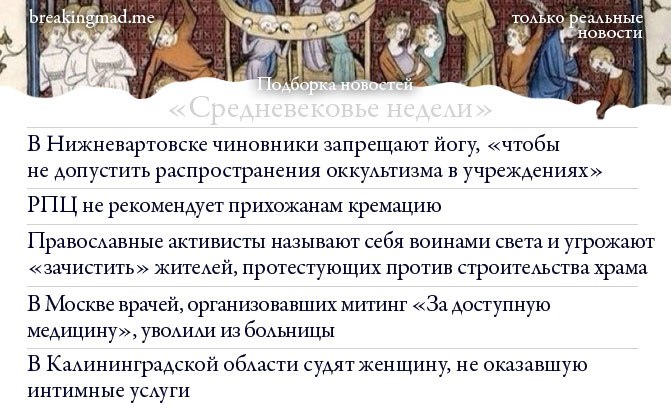 breakingmad.me
только реальные
новости
Подборка новостей
«Средневековье недели»
В Нижневартовске чиновники запрещают йогу, «чтобы
не допустить распространения оккультизма в учреждениях»
РПЦ не рекомендует прихожанам кремацию
Православные активисты называют себя воинами света и угрожают
«зачистить» жителей, протестующих против строительства храма
В Москве врачей, организовавших митинг «За доступную
медицину», уволили из больницы
В Калининградской области судят женщину, не оказавшую
интимные услуги